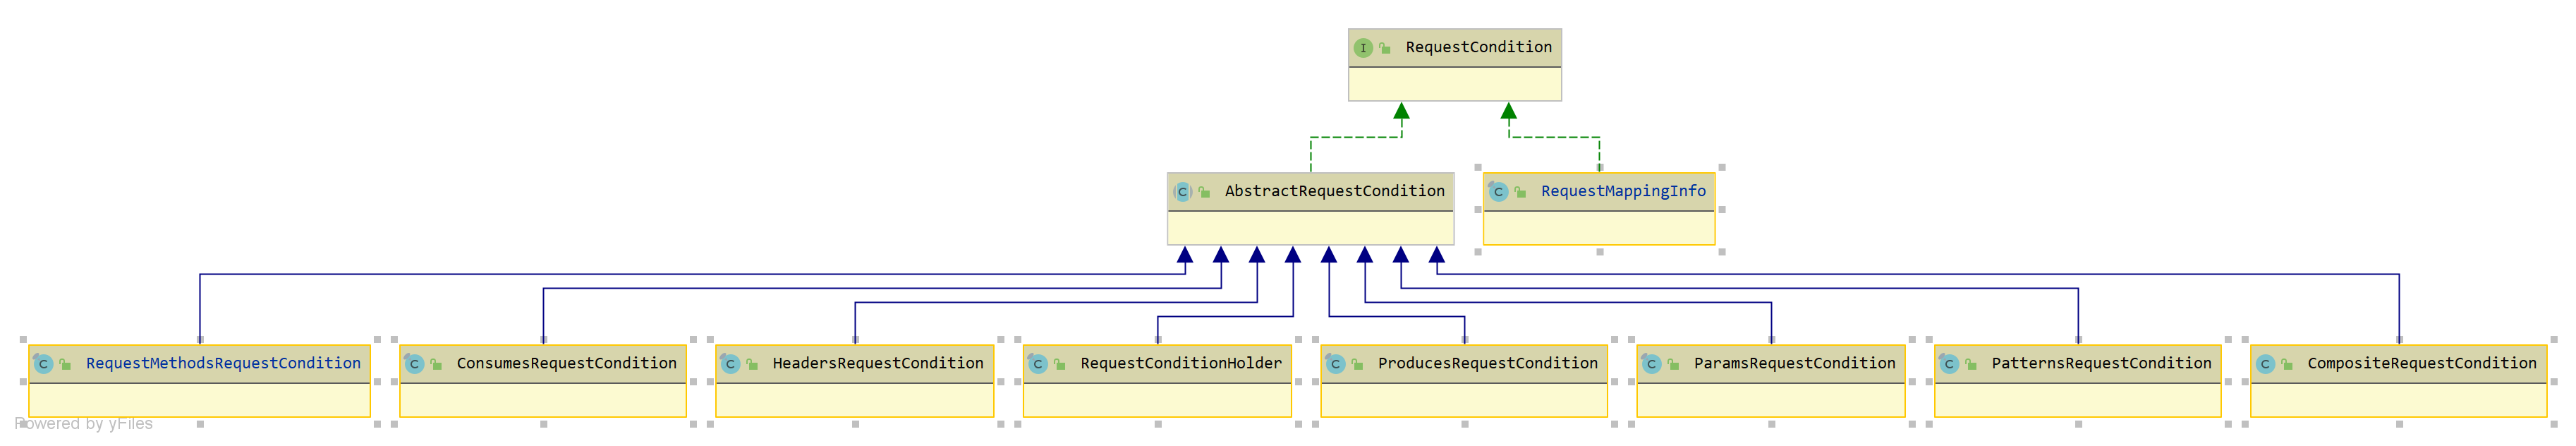 I RequestCondition
C AbstractRequestCondition
C RequestMappingInfo
C RequestMethodsRequestCondition
C ConsumesRequestCondition
C HeadersRequestCondition
C RequestConditionHolder
C ProducesRequestCondition
C ParamsRequestCondition
C PatternsRequestCondition
C CompositeRequestCondition
Powered by yFiles